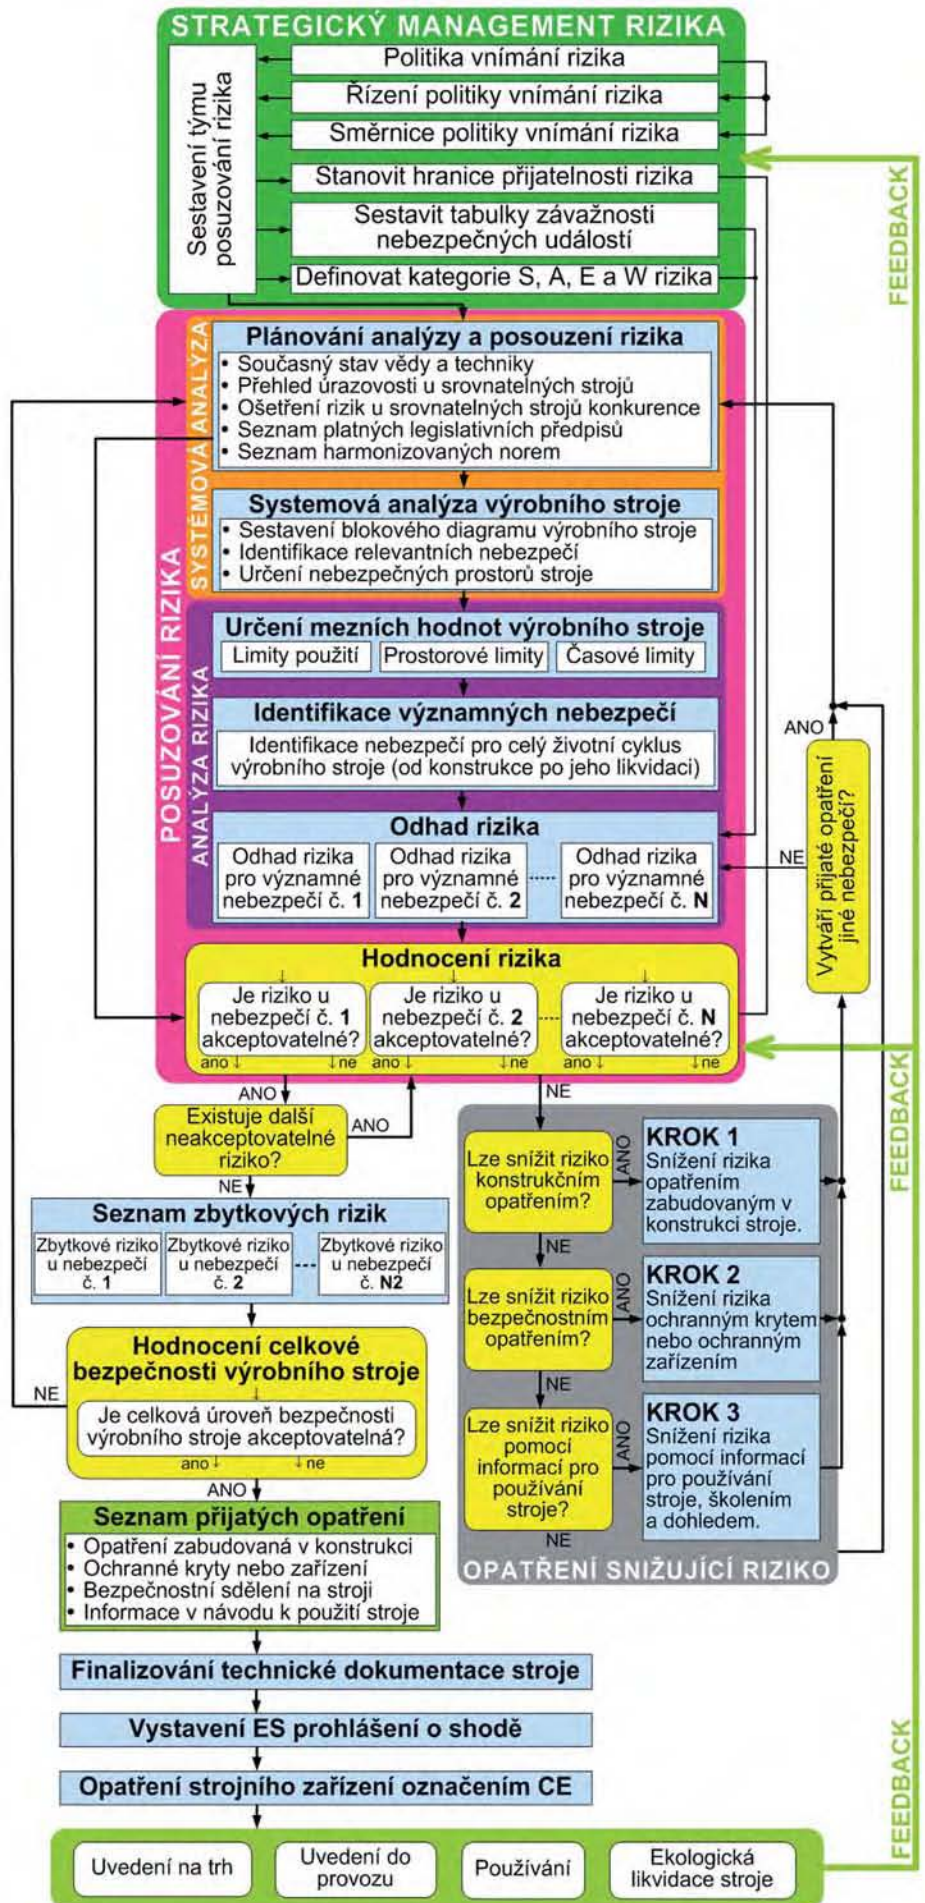 STRATEGICKÝ MANAGEMENT RIZIKA
Sestavení týmu
posuzování rizika
Politika vnímání rizika
Řízení politiky vnímání rizika
Směrnice politiky vnímání rizika
Stanovit hranice přijatelnosti rizika
Sestavit tabulky závažnosti
nebezpečných událostí
Definovat kategorie S, A, E a W rizika
FEEDBACK
POSUZOVÁNÍ RIZIKA
SYSTÉMOVÁ ANALÝZA
Plánování analýzy a posouzení rizika
• Současný stav vědy a techniky
• Přehled úrazovosti u srovnatelných strojů
• Ošetření rizik u srovnatelných strojů konkurence
• Seznam platných legislativních předpisů
• Seznam harmonizovaných norem
Systemová analýza výrobního stroje
• Sestavení blokového diagramu výrobního stroje
• Identifikace relevantních nebezpečí
• Určení nebezpečných prostorů stroje
ANALÝZA RIZIKA
Určení mezních hodnot výrobního stroje
Limity použití
Prostorové limity
Časové limity
Identifikace významných nebezpečí
Identifikace nebezpečí pro celý životní cyklus
výrobního stroje (od konstrukce po jeho likvidaci)
Odhad rizika
Odhad rizika
pro významné
nebezpečí č. 1
Odhad rizika
pro významné
nebezpečí č. 2
Odhad rizika
pro významné
nebezpečí č. N
ANO
NE
Vytváří přijaté opatření
jiné nebezpečí?
Hodnocení rizika
Je riziko u
nebezpečí č. 1
akceptovatelné?
ano ne
Je riziko u
nebezpečí č. 2
akceptovatelné?
ano ne
Je riziko u
nebezpečí č. N
akceptovatelné?
ano ne
FEEDBACK
ANO
Existuje další
neakceptovatelné
riziko?
ANO
NE
NE
Seznam zbytkových rizik
Zbytkové riziko
u nebezpečí
č. 1
Zbytkové riziko
u nebezpečí
č. 2
Zbytkové riziko
u nebezpečí
č. N2
Hodnocení celkové
bezpečnosti výrobního stroje
NE
Je celková úroveň bezpečnosti
výrobního stroje akceptovatelná?
ano ne
ANO
Lze snížit riziko
konstrukčním
opatřením?
ANO
KROK 1
Snížení rizika
opatřením
zabudovaným v
konstrukci stroje.
NE
Lze snížit riziko
bezpečnostním
opatřením?
ANO
KROK 2
Snížení rizika
ochranným krytem
nebo ochranným
zařízením
NE
Lze snížit riziko
pomocí
informací pro
používání
stroje?
ANO
KROK 3
Snížení rizika
pomocí informací
pro používání
stroje, školením
a dohledem.
NE
OPATŘENÍ SNIŽUJÍCÍ RIZIKO
Seznam přijatých opatření
• Opatření zabudovaná v konstrukci
• Ochranné kryty nebo zařízení
• Bezpečnostní sdělení na stroji
• Informace v návodu k použití stroje
Finalizování technické dokumentace stroje
Vystavení ES prohlášení o shodě
Opatření strojního zařízení označením CE
FEEDBACK
Uvedení na trh
Uvedení do
provozu
Používání
Ekologická
likvidace stroje